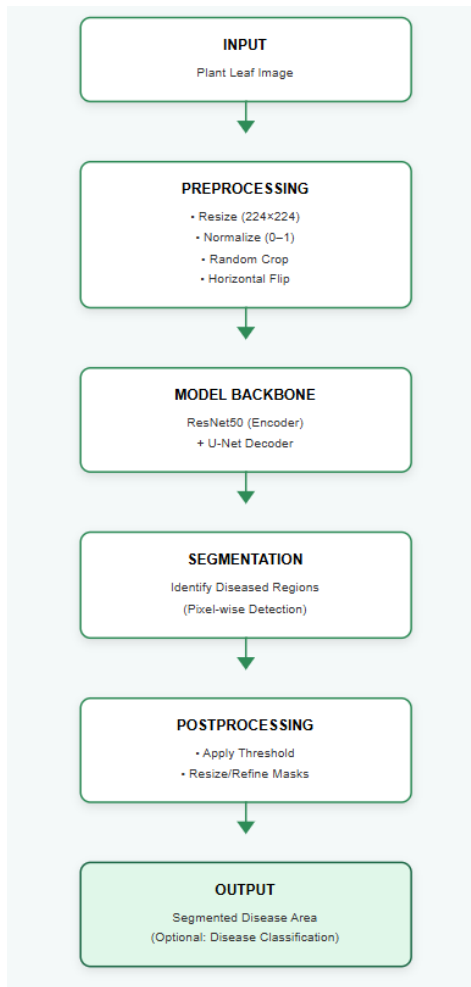 INPUT
Plant Leaf Image
PREPROCESSING
• Resize (224×224)
• Normalize (0–1)
• Random Crop
• Horizontal Flip
MODEL BACKBONE
ResNet50 (Encoder)
+ U-Net Decoder
SEGMENTATION
Identify Diseased Regions
(Pixel-wise Detection)
POSTPROCESSING
• Apply Threshold
• Resize/Refine Masks
OUTPUT
Segmented Disease Area
(Optional: Disease Classification)